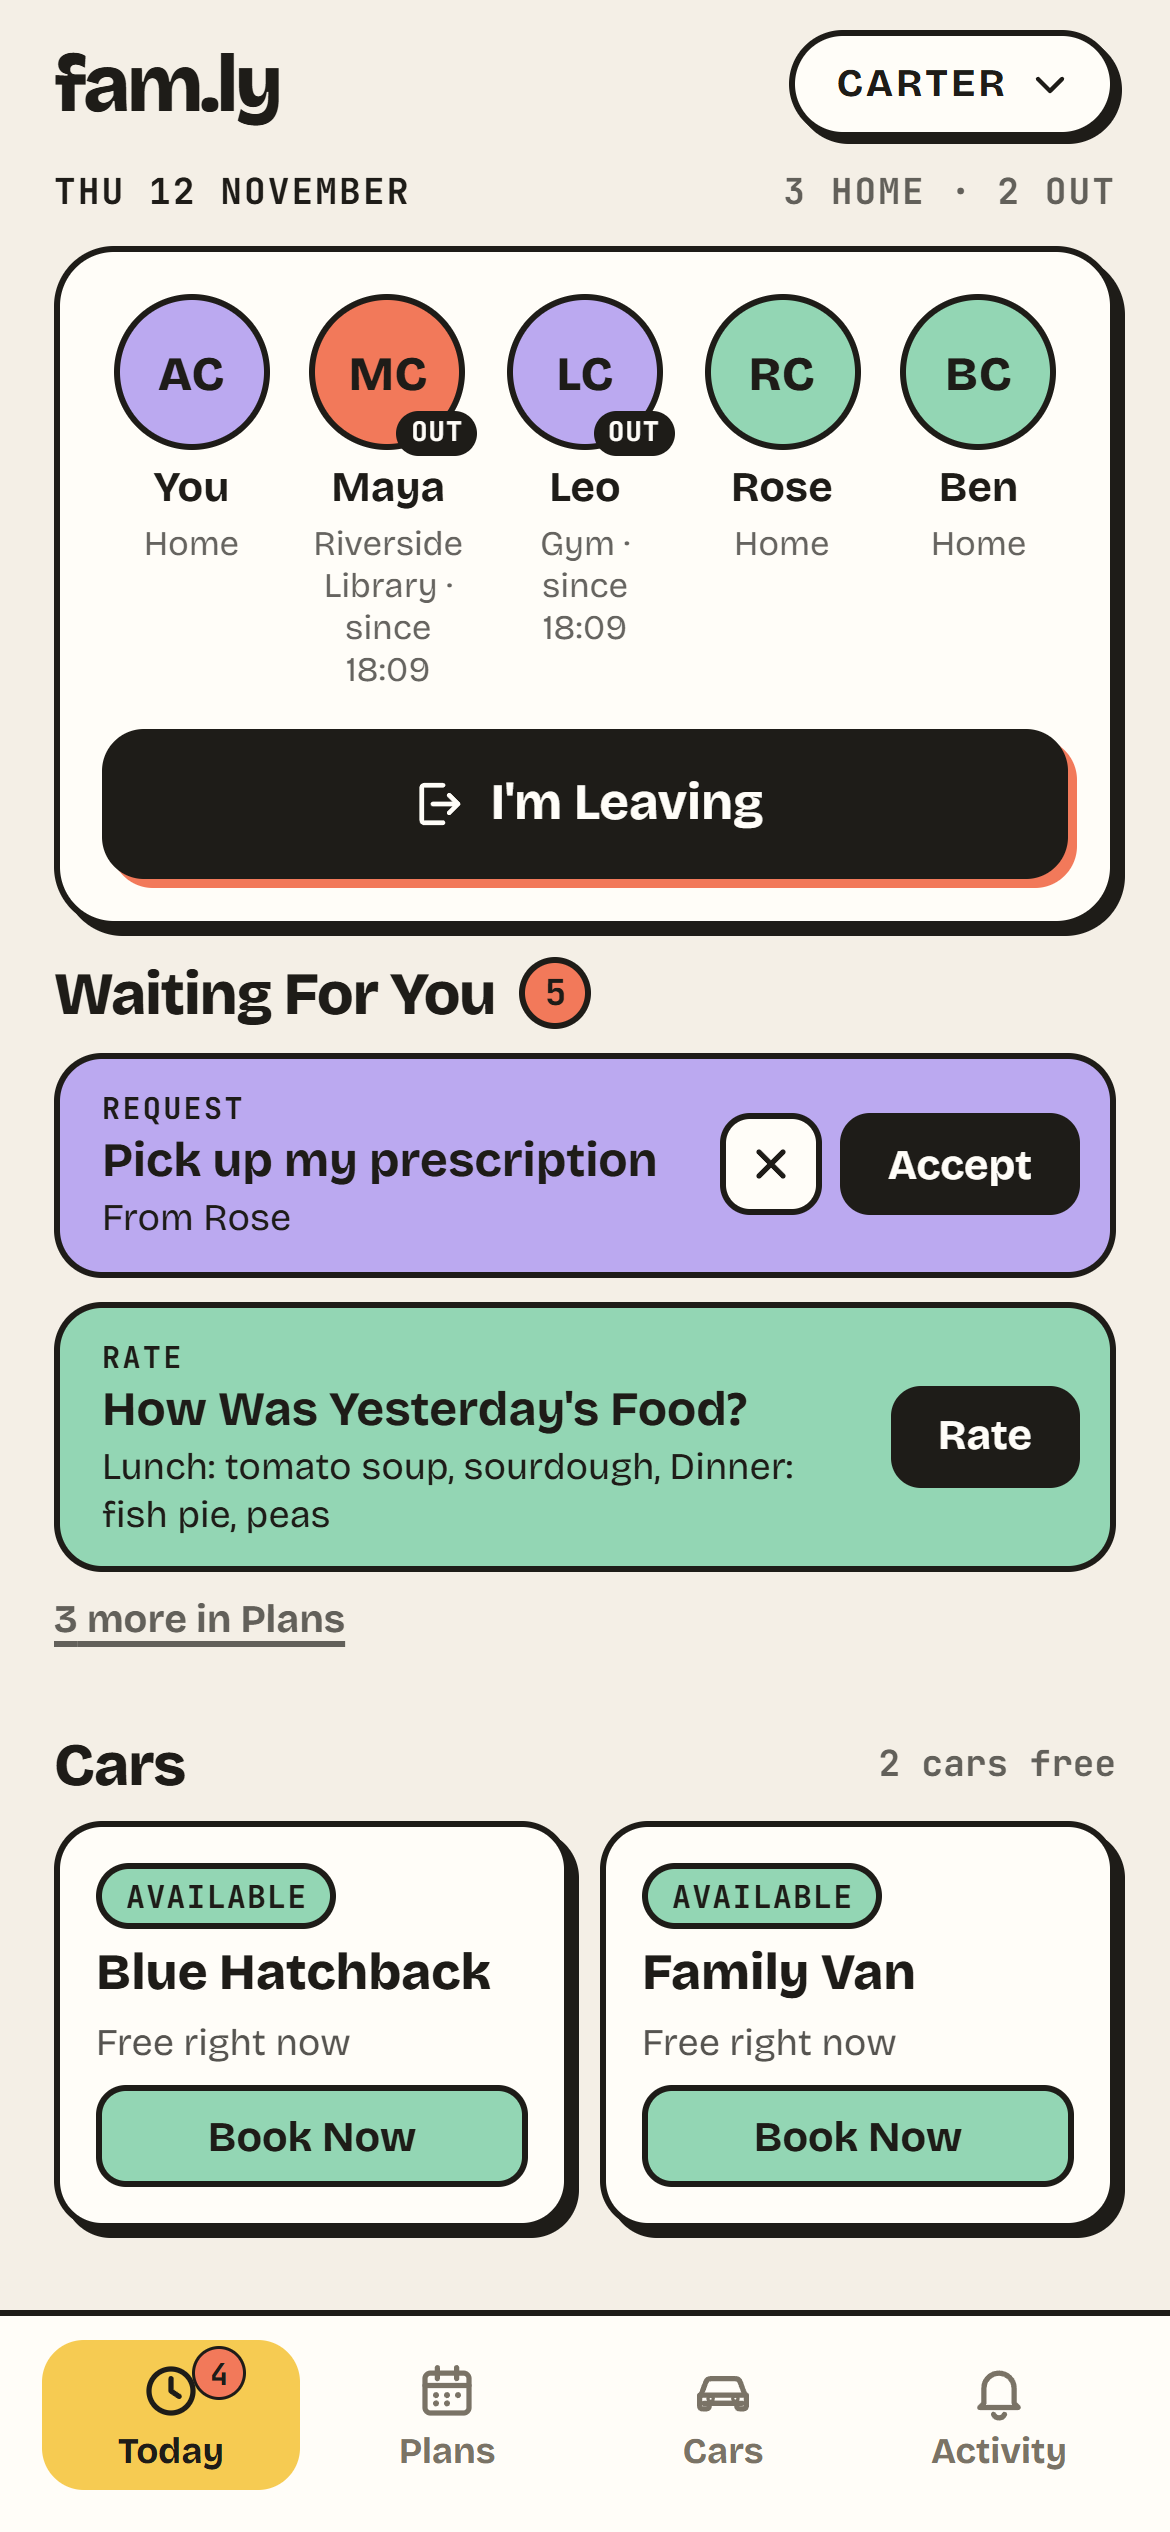 fam.ly
CARTER
THU 12 NOVEMBER
3 HOME · 2 OUT
AC
MC
LC
RC
BC
OUT
OUT
You
Maya
Leo
Rose
Ben
Home
Riverside
Library ·
since
18:09
Gym ·
since
18:09
Home
Home
I'm Leaving
Waiting For You
5
REQUEST
Pick up my prescription
From Rose
Accept
RATE
How Was Yesterday's Food?
Lunch: tomato soup, sourdough, Dinner:
fish pie, peas
Rate
3 more in Plans
Cars
2 cars free
AVAILABLE
Blue Hatchback
Free right now
Book Now
AVAILABLE
Family Van
Free right now
Book Now
4
Today
Plans
Cars
Activity